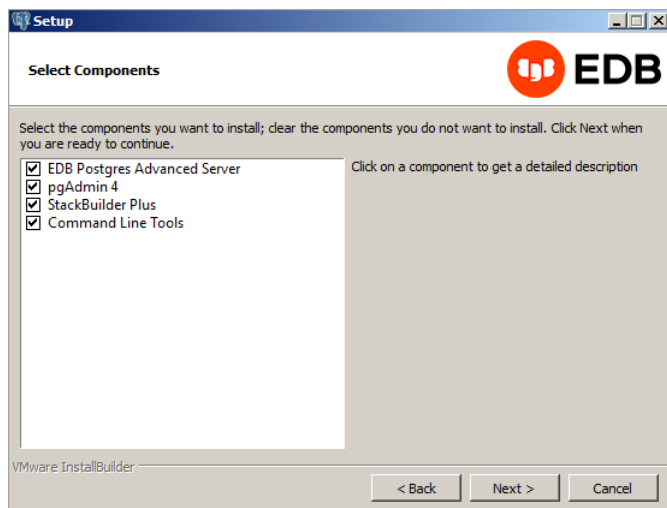 Setup
Select Components
EDB
Select the components you want to install; clear the components you do not want to install. Click Next when
you are ready to continue.
EDB Postgres Advanced Server
pgAdmin 4
StackBuilder Plus
Command Line Tools
Click on a component to get a detailed description
VMware InstallBuilder
< Back
Next >
Cancel